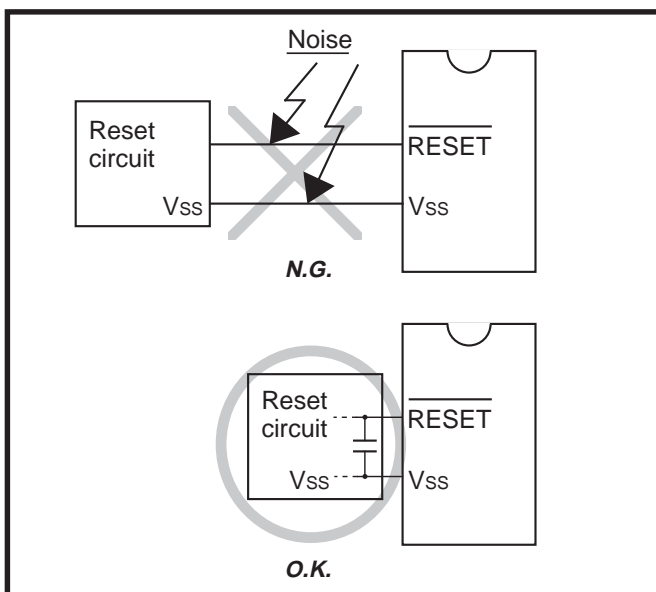 Noise
Reset
circuit
RESET
Vss
Vss
N.G.
Reset
circuit
RESET
Vss
Vss
O.K.